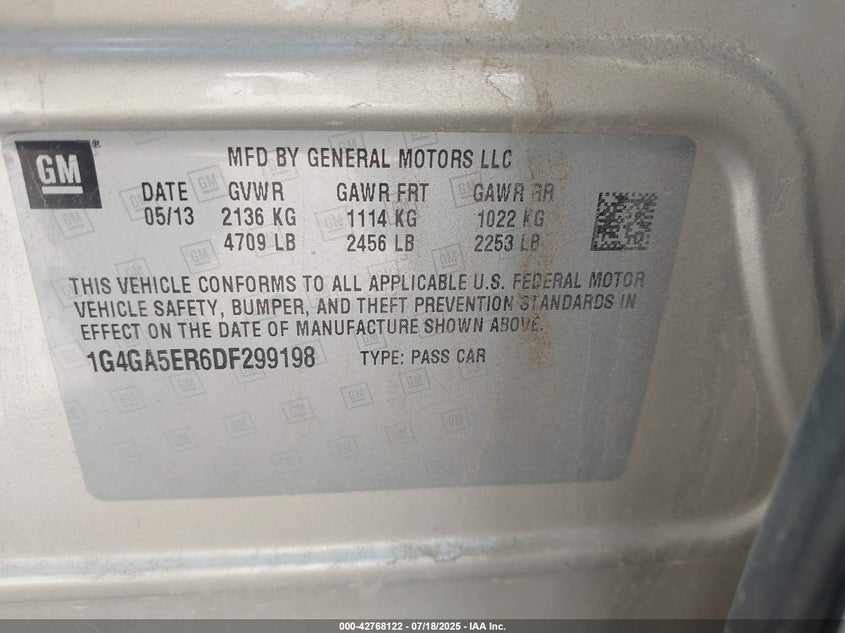 GM
MFD BY GENERAL MOTORS LLC
DATE GVWR GAWR FRT GAWR RR
05/13 2136 KG 1114 KG 1022 KG
4709 LB 2456 LB 2253 LB
THIS VEHICLE CONFORMS TO ALL APPLICABLE U.S. FEDERAL MOTOR
VEHICLE SAFETY, BUMPER, AND THEFT PREVENTION STANDARDS IN
EFFECT ON THE DATE OF MANUFACTURE SHOWN ABOVE.
1G4GA5ER6DF299198 TYPE: PASS CAR
000-42768122 - 07/18/2025 - IAA Inc.